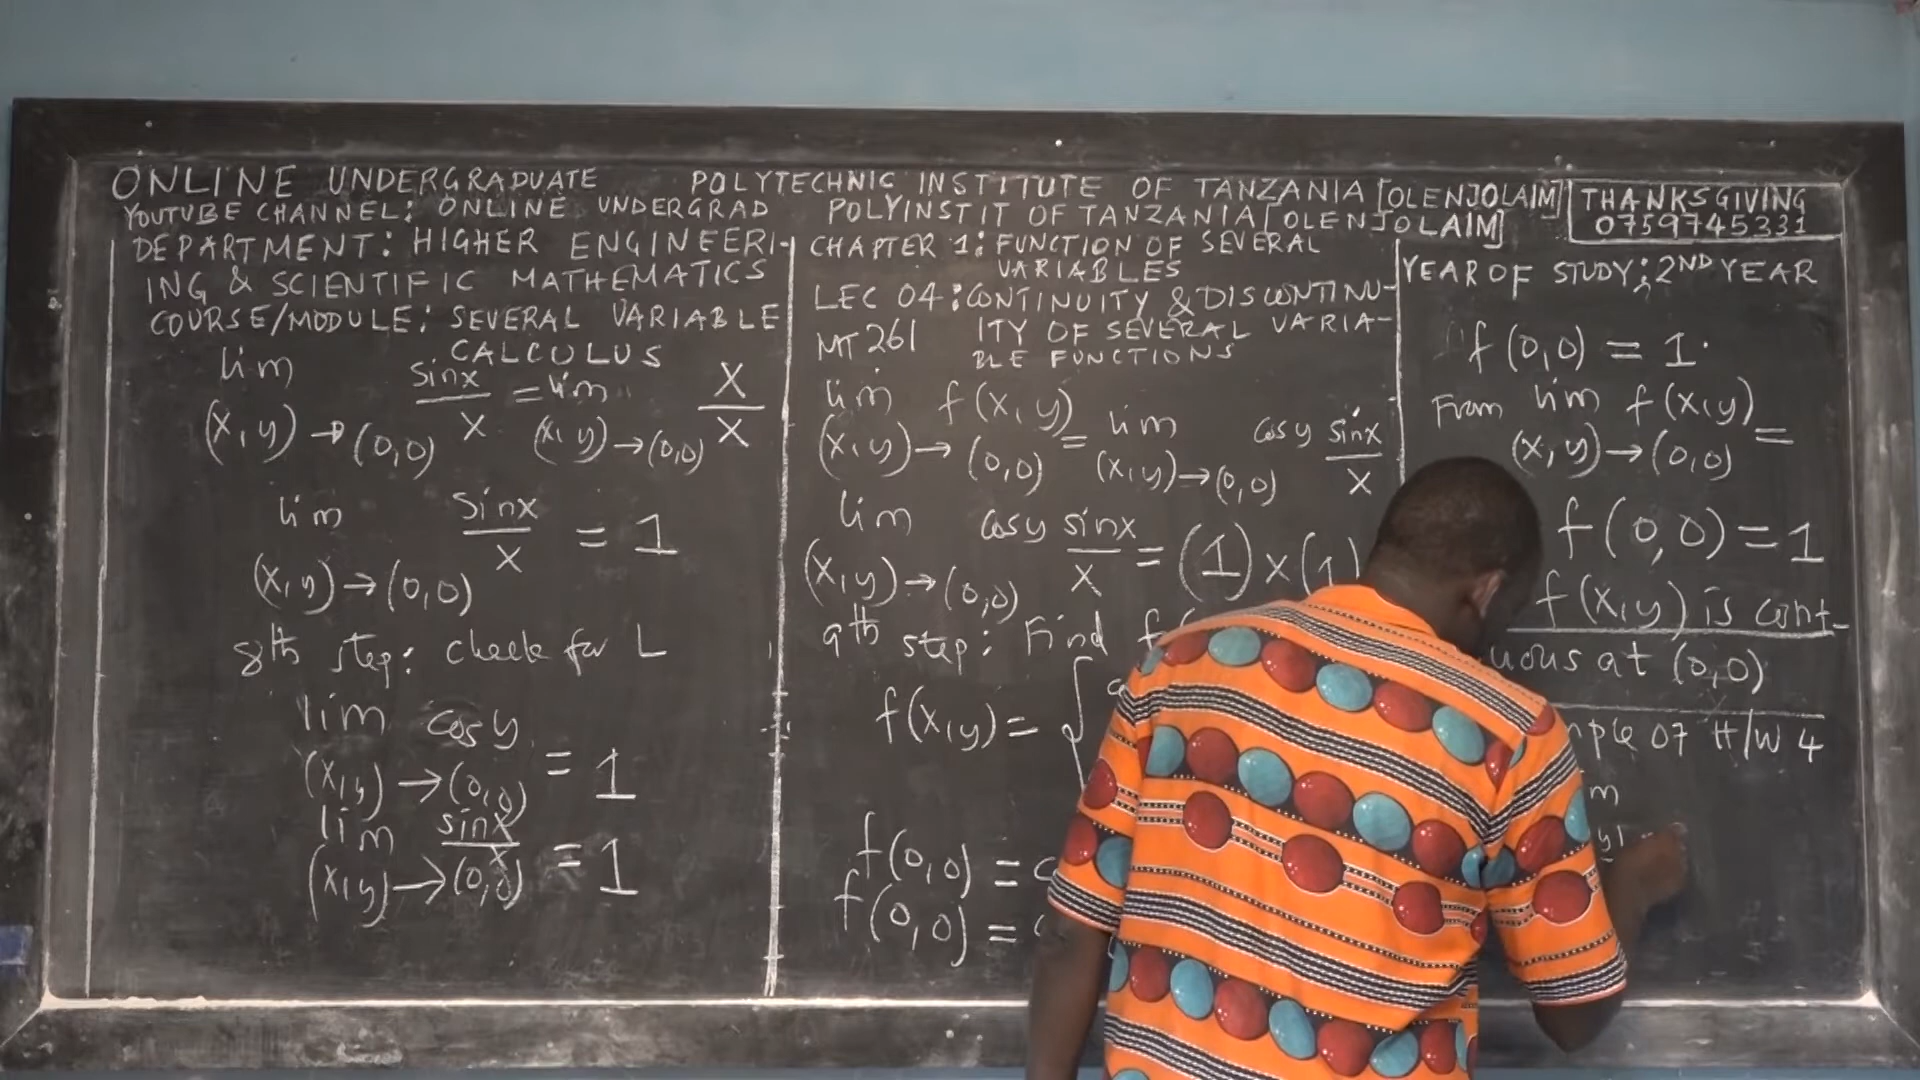 ONLINE UNDERGRADUATE POLYTECHNIC INSTITUTE OF TANZANIA [OLENJOLAIM]
YOUTUBE CHANNEL: ONLINE UNDERGRAD POLYINSTIT OF TANZANIA [OLENJOLAIM]
THANKSGIVING
0759745331
DEPARTMENT: HIGHER ENGINEERI-
ING & SCIENTIFIC MATHEMATICS
COURSE/MODULE: SEVERAL VARIABLE
CALCULUS
lim sinx/x = lim x/x
(x,y)→(0,0) (x,y)→(0,0)
lim sinx/x = 1
(x,y)→(0,0)
8th step: check for L
lim cosy = 1
(x,y)→(0,0)
lim sinx/x = 1
(x,y)→(0,0)
CHAPTER 1: FUNCTION OF SEVERAL
VARIABLES
LEC 04: CONTINUITY & DISCONTINU-
MT 261 ITY OF SEVERAL VARIA-
BLE FUNCTIONS
lim f(x,y) = lim cosy sinx/x
(x,y)→(0,0) (x,y)→(0,0)
lim cosy sinx/x = (1)x(1)
(x,y)→(0,0)
9th step: Find f(
f(x,y) = {
f(0,0) =
f(0,0) =
YEAR OF STUDY: 2ND YEAR
f(0,0) = 1.
From lim f(x,y) =
(x,y)→(0,0)
f(0,0) = 1
f(x,y) is cont-
uous at (0,0)
mple 07 H/W 4
m